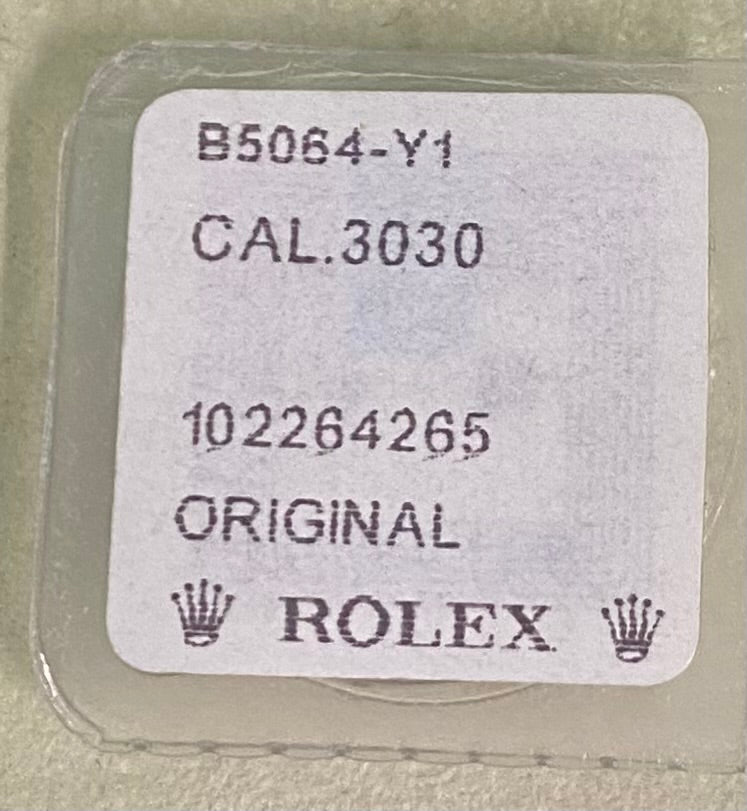 B5064-Y1
CAL.3030
102264265
ORIGINAL
ROLEX